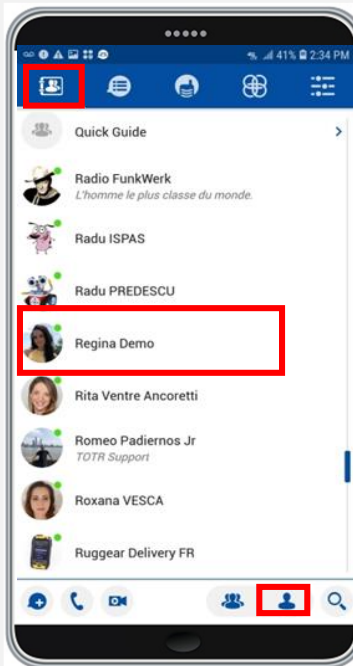 41% 2:34 PM
Quick Guide
Radio FunkWerk
L'homme le plus classe du monde.
Radu ISPAS
Radu PREDESCU
Regina Demo
Rita Ventre Ancoretti
Romeo Padiernos Jr
TOTR Support
Roxana VESCA
Ruggear Delivery FR